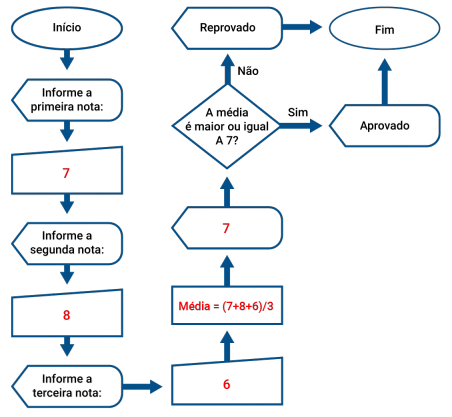 Início
Informe a
primeira nota:
7
Informe a
segunda nota:
8
Informe a
terceira nota:
6
Média = (7+8+6)/3
7
A média
é maior ou igual
A 7?
Não
Reprovado
Sim
Aprovado
Fim